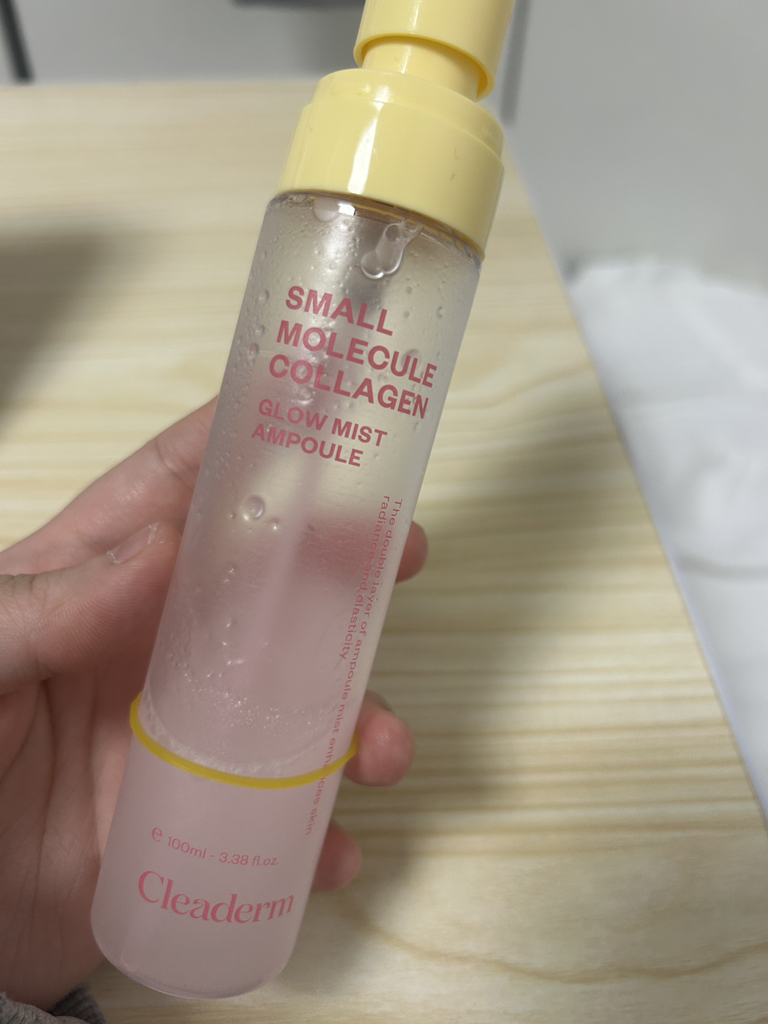 SMALL
MOLECULE
COLLAGEN
GLOW MIST
AMPOULE
The double layer of ampoule mist enhances skin
radiance and elasticity.
℮ 100ml - 3.38 fl.oz.
Cleaderm